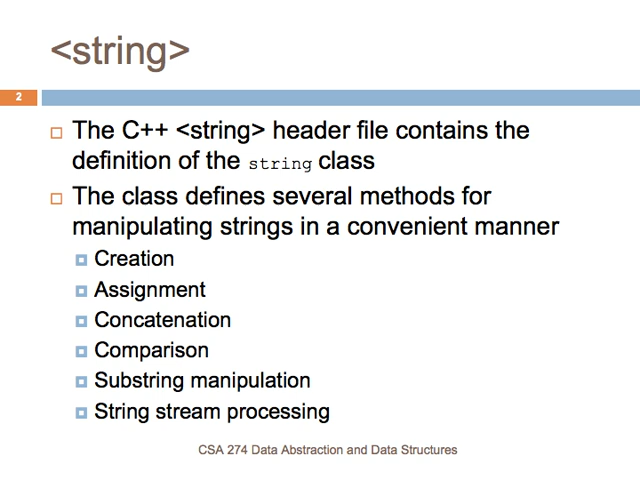 <string>
2
The C++ <string> header file contains the
definition of the string class
The class defines several methods for
manipulating strings in a convenient manner
Creation
Assignment
Concatenation
Comparison
Substring manipulation
String stream processing
CSA 274 Data Abstraction and Data Structures